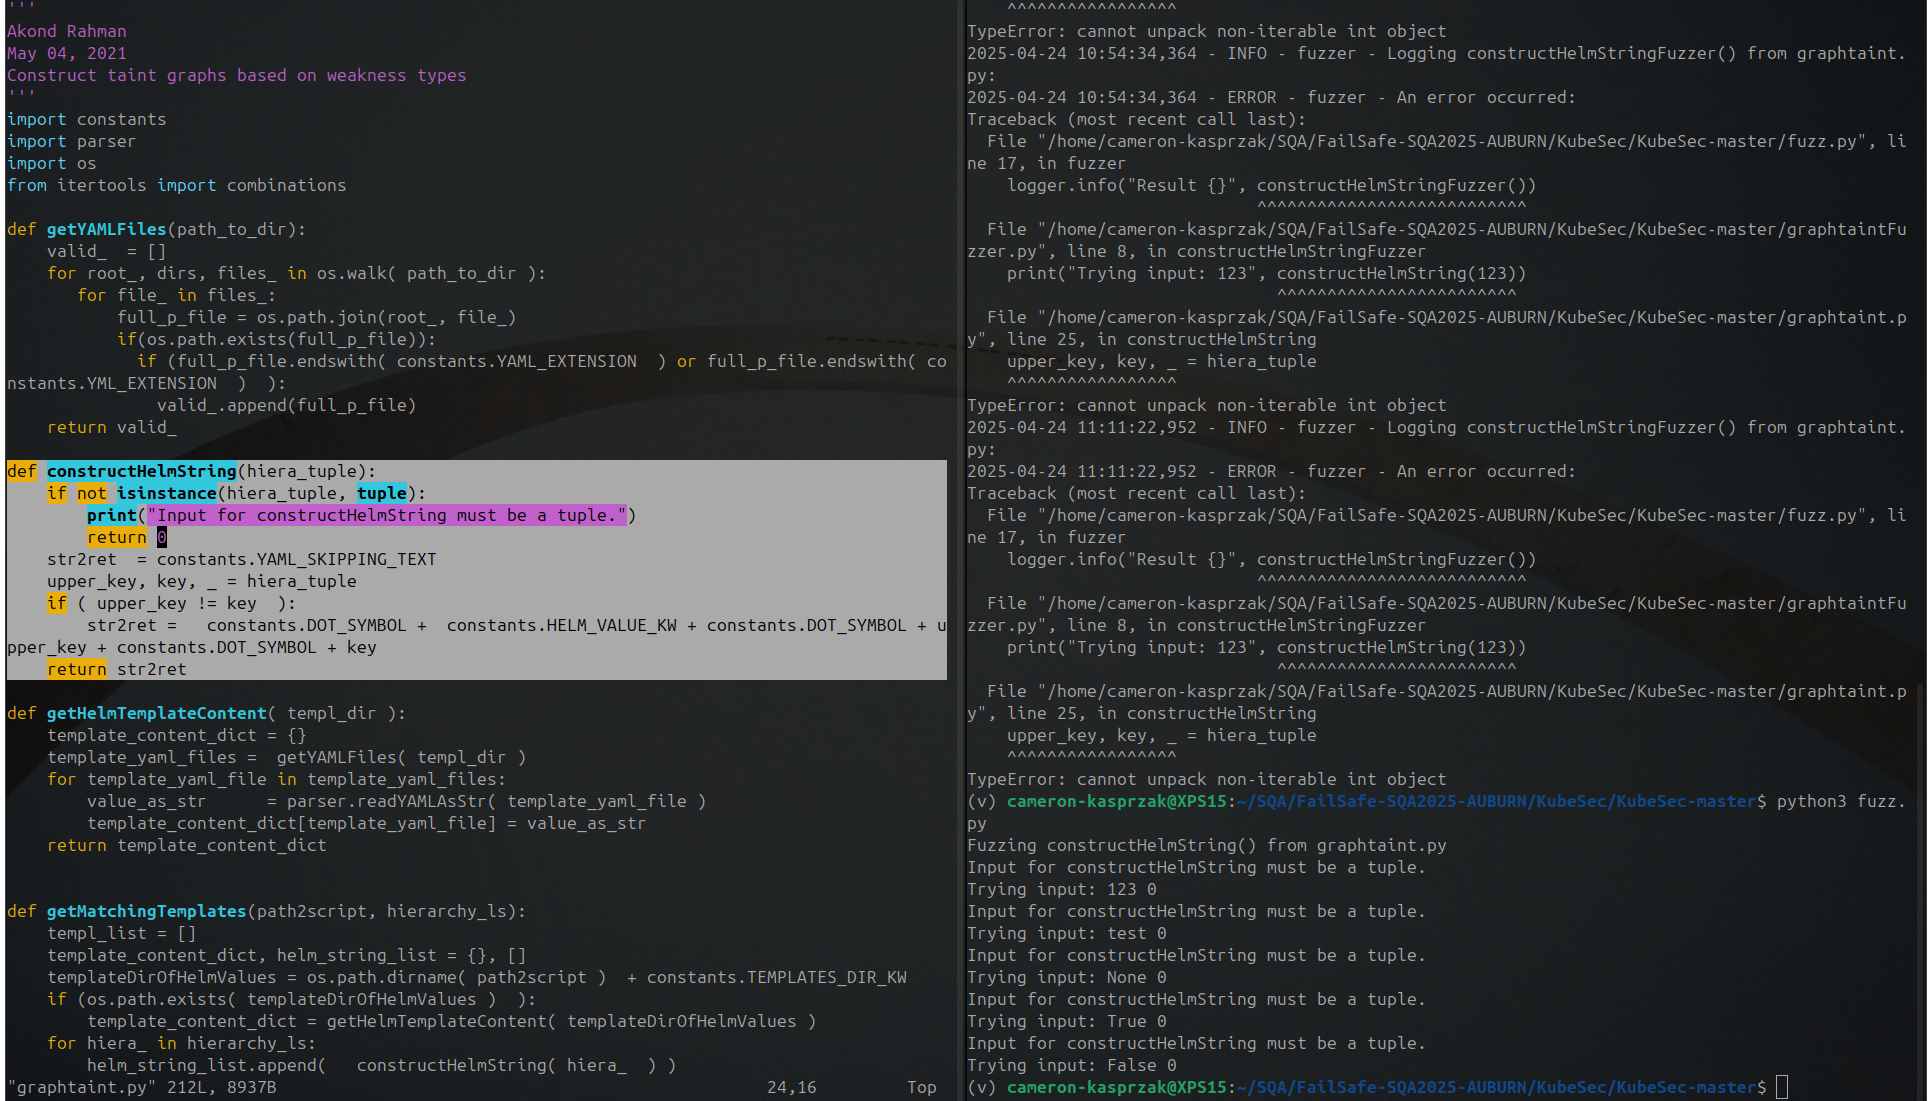 '''
Akond Rahman
May 04, 2021
Construct taint graphs based on weakness types
'''
import constants
import parser
import os
from itertools import combinations

def getYAMLFiles(path_to_dir):
    valid_  = []
    for root_, dirs, files_ in os.walk( path_to_dir ):
       for file_ in files_:
           full_p_file = os.path.join(root_, file_)
           if(os.path.exists(full_p_file)):
             if (full_p_file.endswith( constants.YAML_EXTENSION  ) or full_p_file.endswith( co
nstants.YML_EXTENSION  )  ):
               valid_.append(full_p_file)
    return valid_

def constructHelmString(hiera_tuple):
    if not isinstance(hiera_tuple, tuple):
        print("Input for constructHelmString must be a tuple.")
        return 0
    str2ret  = constants.YAML_SKIPPING_TEXT
    upper_key, key, _ = hiera_tuple
    if ( upper_key != key  ):
        str2ret =   constants.DOT_SYMBOL +  constants.HELM_VALUE_KW + constants.DOT_SYMBOL + u
pper_key + constants.DOT_SYMBOL + key
    return str2ret

def getHelmTemplateContent( templ_dir ):
    template_content_dict = {}
    template_yaml_files =  getYAMLFiles( templ_dir )
    for template_yaml_file in template_yaml_files:
        value_as_str      = parser.readYAMLAsStr( template_yaml_file )
        template_content_dict[template_yaml_file] = value_as_str
    return template_content_dict


def getMatchingTemplates(path2script, hierarchy_ls):
    templ_list = []
    template_content_dict, helm_string_list = {}, []
    templateDirOfHelmValues = os.path.dirname( path2script )  + constants.TEMPLATES_DIR_KW
    if (os.path.exists( templateDirOfHelmValues )  ):
        template_content_dict = getHelmTemplateContent( templateDirOfHelmValues )
    for hiera_ in hierarchy_ls:
        helm_string_list.append(   constructHelmString( hiera_  ) )
"graphtaint.py" 212L, 8937B                                                 24,16         Top
    ^^^^^^^^^^^^^^^^^
TypeError: cannot unpack non-iterable int object
2025-04-24 10:54:34,364 - INFO - fuzzer - Logging constructHelmStringFuzzer() from graphtaint.
py:
2025-04-24 10:54:34,364 - ERROR - fuzzer - An error occurred:
Traceback (most recent call last):
  File "/home/cameron-kasprzak/SQA/FailSafe-SQA2025-AUBURN/KubeSec/KubeSec-master/fuzz.py", li
ne 17, in fuzzer
    logger.info("Result {}", constructHelmStringFuzzer())
                             ^^^^^^^^^^^^^^^^^^^^^^^^^^^
  File "/home/cameron-kasprzak/SQA/FailSafe-SQA2025-AUBURN/KubeSec/KubeSec-master/graphtaintFu
zzer.py", line 8, in constructHelmStringFuzzer
    print("Trying input: 123", constructHelmString(123))
                               ^^^^^^^^^^^^^^^^^^^^^^^^
  File "/home/cameron-kasprzak/SQA/FailSafe-SQA2025-AUBURN/KubeSec/KubeSec-master/graphtaint.p
y", line 25, in constructHelmString
    upper_key, key, _ = hiera_tuple
    ^^^^^^^^^^^^^^^^^
TypeError: cannot unpack non-iterable int object
2025-04-24 11:11:22,952 - INFO - fuzzer - Logging constructHelmStringFuzzer() from graphtaint.
py:
2025-04-24 11:11:22,952 - ERROR - fuzzer - An error occurred:
Traceback (most recent call last):
  File "/home/cameron-kasprzak/SQA/FailSafe-SQA2025-AUBURN/KubeSec/KubeSec-master/fuzz.py", li
ne 17, in fuzzer
    logger.info("Result {}", constructHelmStringFuzzer())
                             ^^^^^^^^^^^^^^^^^^^^^^^^^^^
  File "/home/cameron-kasprzak/SQA/FailSafe-SQA2025-AUBURN/KubeSec/KubeSec-master/graphtaintFu
zzer.py", line 8, in constructHelmStringFuzzer
    print("Trying input: 123", constructHelmString(123))
                               ^^^^^^^^^^^^^^^^^^^^^^^^
  File "/home/cameron-kasprzak/SQA/FailSafe-SQA2025-AUBURN/KubeSec/KubeSec-master/graphtaint.p
y", line 25, in constructHelmString
    upper_key, key, _ = hiera_tuple
    ^^^^^^^^^^^^^^^^^
TypeError: cannot unpack non-iterable int object
(v) cameron-kasprzak@XPS15:~/SQA/FailSafe-SQA2025-AUBURN/KubeSec/KubeSec-master$ python3 fuzz.
py
Fuzzing constructHelmString() from graphtaint.py
Input for constructHelmString must be a tuple.
Trying input: 123 0
Input for constructHelmString must be a tuple.
Trying input: test 0
Input for constructHelmString must be a tuple.
Trying input: None 0
Input for constructHelmString must be a tuple.
Trying input: True 0
Input for constructHelmString must be a tuple.
Trying input: False 0
(v) cameron-kasprzak@XPS15:~/SQA/FailSafe-SQA2025-AUBURN/KubeSec/KubeSec-master$